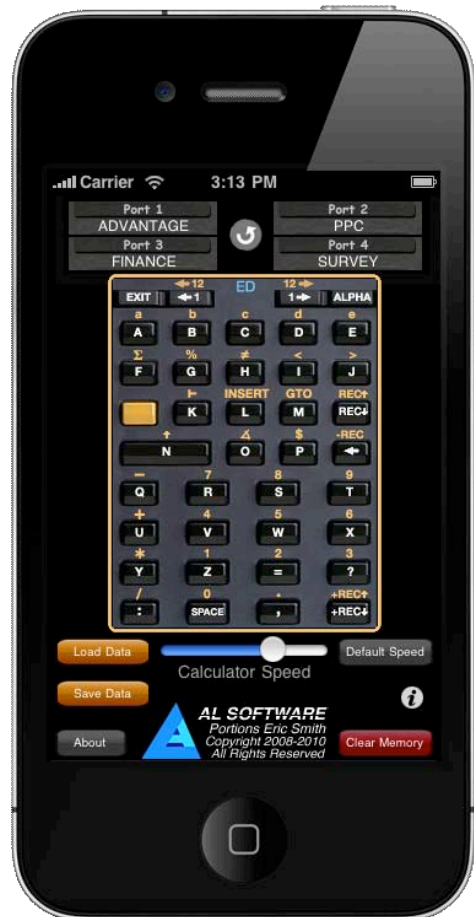 Carrier 3:13 PM
Port 1 Port 2
ADVANTAGE PPC
Port 3 Port 4
FINANCE SURVEY
←12 ED 12→
EXIT ←1 1→ ALPHA
a b c d e
A B C D E
Σ % ≠ < >
F G H I J
⊢ INSERT GTO REC↑
K L M REC↓
↑ ∡ $ -REC
N O P ←
− 7 8 9
Q R S T
+ 4 5 6
U V W X
* 1 2 3
Y Z = ?
/ 0 . +REC↑
: SPACE , +REC↓
Load Data Default Speed
Calculator Speed
Save Data i
AL SOFTWARE
Portions Eric Smith
About Copyright 2008-2010 Clear Memory
All Rights Reserved